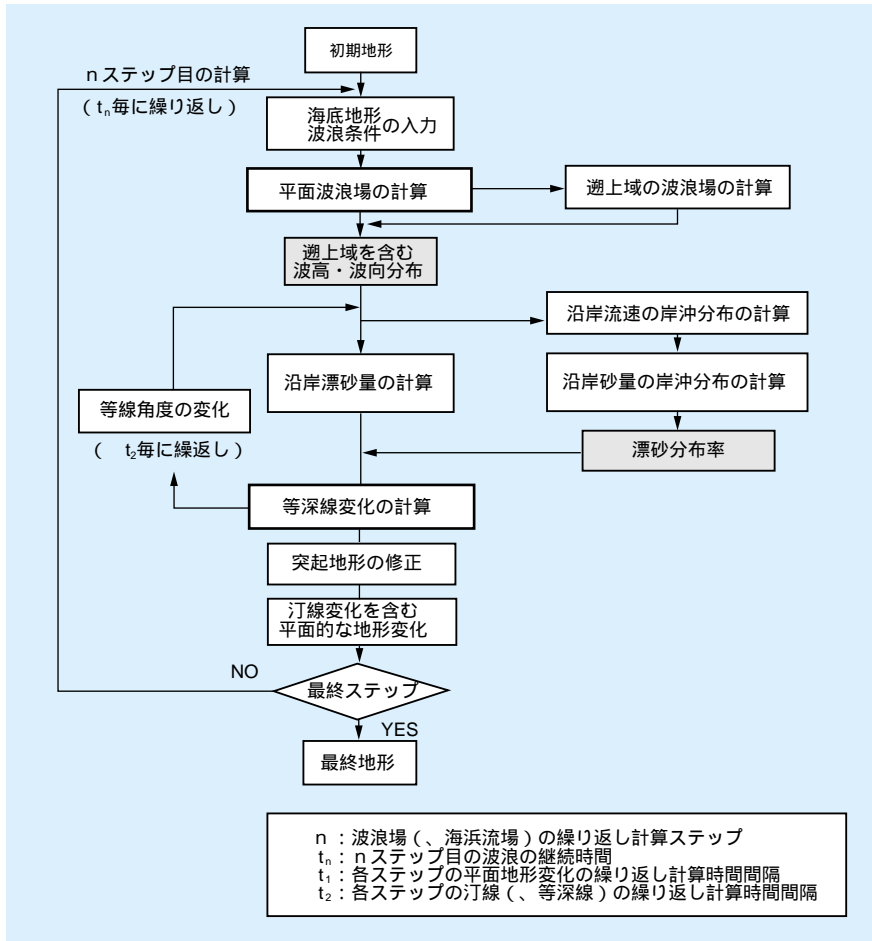 初期地形
nステップ目の計算
(tₙ毎に繰り返し)
海底地形
波浪条件の入力
平面波浪場の計算
遡上域の波浪場の計算
遡上域を含む
波高・波向分布
沿岸流速の岸沖分布の計算
沿岸漂砂量の計算
沿岸砂量の岸沖分布の計算
等線角度の変化
( t₂毎に繰返し)
漂砂分布率
等深線変化の計算
突起地形の修正
汀線変化を含む
平面的な地形変化
NO
最終ステップ
YES
最終地形
n:波浪場(、海浜流場)の繰り返し計算ステップ
tₙ:nステップ目の波浪の継続時間
t₁:各ステップの平面地形変化の繰り返し計算時間間隔
t₂:各ステップの汀線(、等深線)の繰り返し計算時間間隔